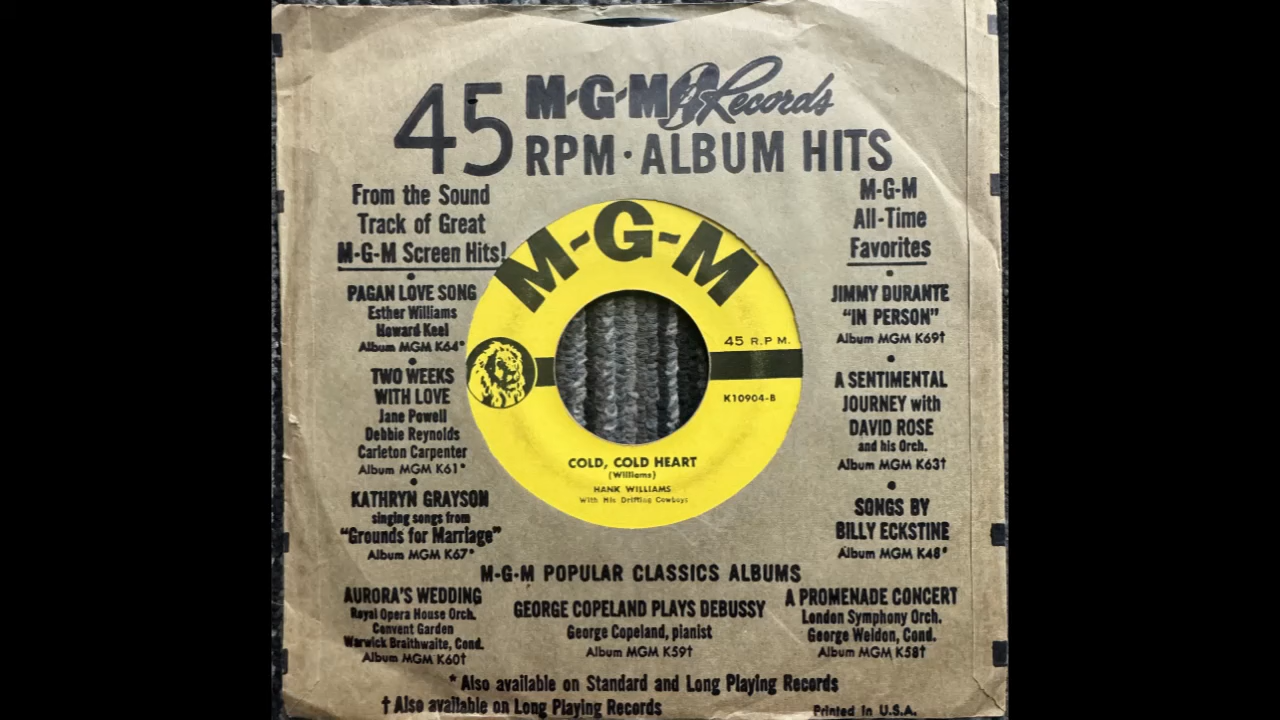 45 M-G-M Records
RPM · ALBUM HITS
From the Sound
Track of Great
M-G-M Screen Hits!
•
PAGAN LOVE SONG
Esther Williams
Howard Keel
Album MGM K64*
•
TWO WEEKS
WITH LOVE
Jane Powell
Debbie Reynolds
Carleton Carpenter
Album MGM K61*
•
KATHRYN GRAYSON
singing songs from
"Grounds for Marriage"
Album MGM K67*
M-G-M
45 R.P.M.
K10904-B
COLD, COLD HEART
(Williams)
HANK WILLIAMS
With His Drifting Cowboys
M-G-M
All-Time
Favorites
•
JIMMY DURANTE
"IN PERSON"
Album MGM K69†
•
A SENTIMENTAL
JOURNEY with
DAVID ROSE
and his Orch.
Album MGM K63†
•
SONGS BY
BILLY ECKSTINE
Album MGM K48*
M-G-M POPULAR CLASSICS ALBUMS
AURORA'S WEDDING
Royal Opera House Orch.
Convent Garden
Warwick Braithwaite, Cond.
Album MGM K60†
GEORGE COPELAND PLAYS DEBUSSY
George Copeland, pianist
Album MGM K59†
A PROMENADE CONCERT
London Symphony Orch.
George Weldon, Cond.
Album MGM K58†
* Also available on Standard and Long Playing Records
† Also available on Long Playing Records
Printed in U.S.A.